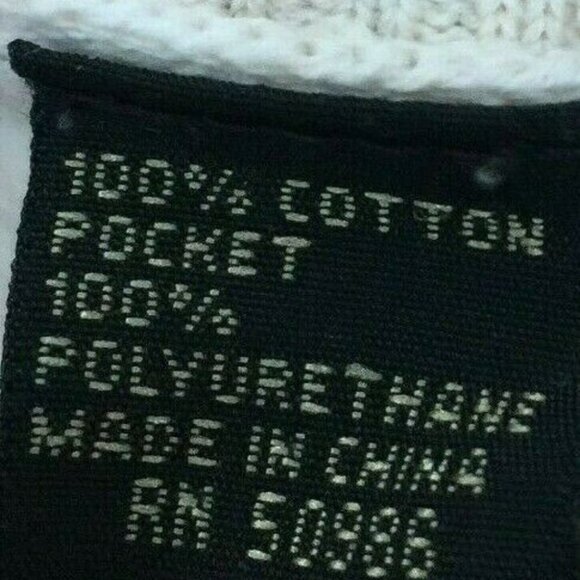 100% COTTON
POCKET
100%
POLYURETHANE
MADE IN CHINA
RN 50986